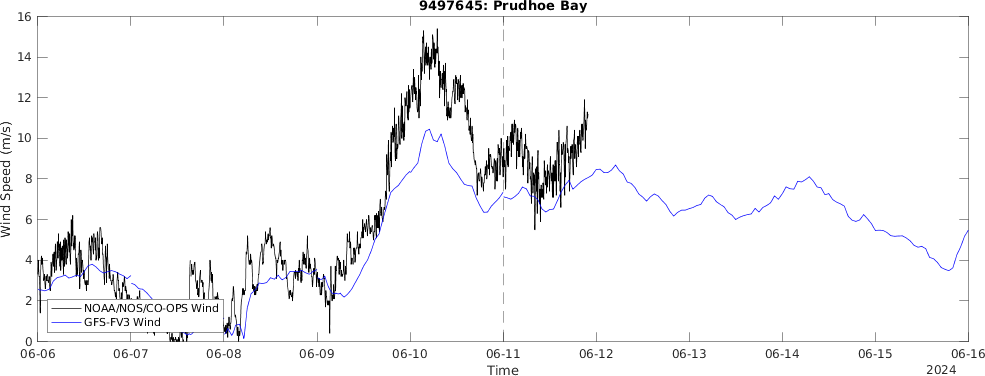 9497645: Prudhoe Bay
Wind Speed (m/s)
16
14
12
10
8
6
4
2
0
NOAA/NOS/CO-OPS Wind
GFS-FV3 Wind
06-06 06-07 06-08 06-09 06-10 06-11 06-12 06-13 06-14 06-15 06-16
Time
2024